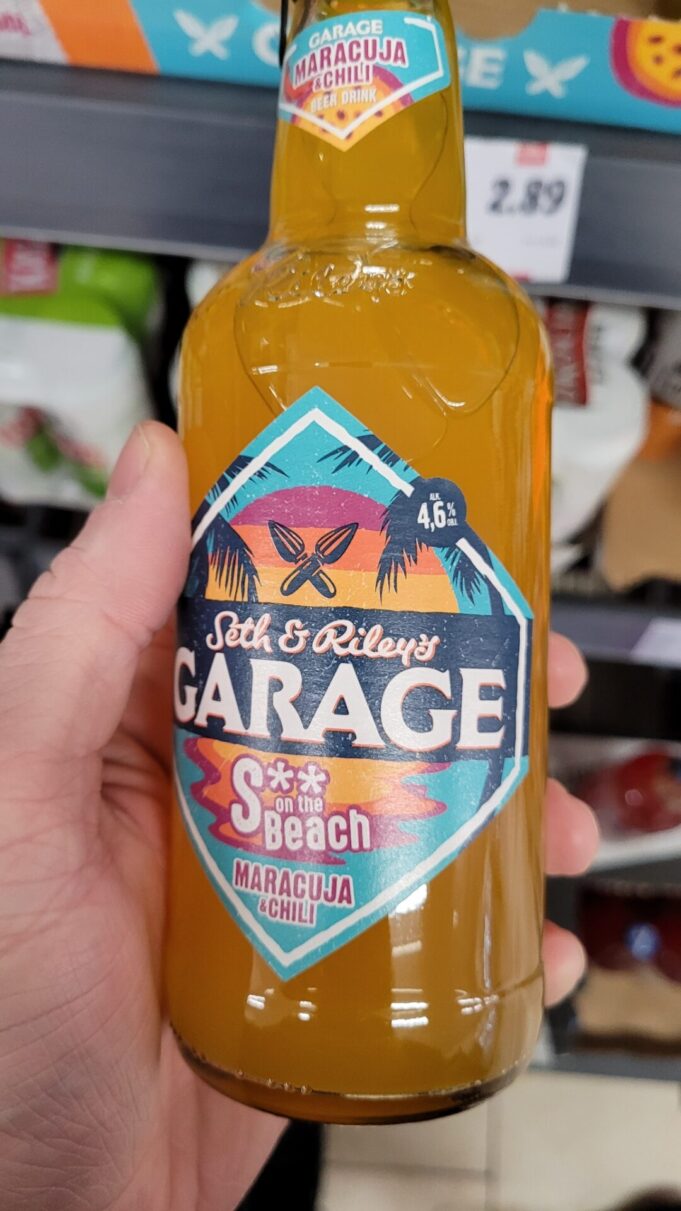 GARAGE
MARACUJA
&CHILI
BEER DRINK
2.89
ALK.
4,6%
OBJ.
Seth & Riley's
GARAGE
S**
on the
Beach
MARACUJA
&CHILI